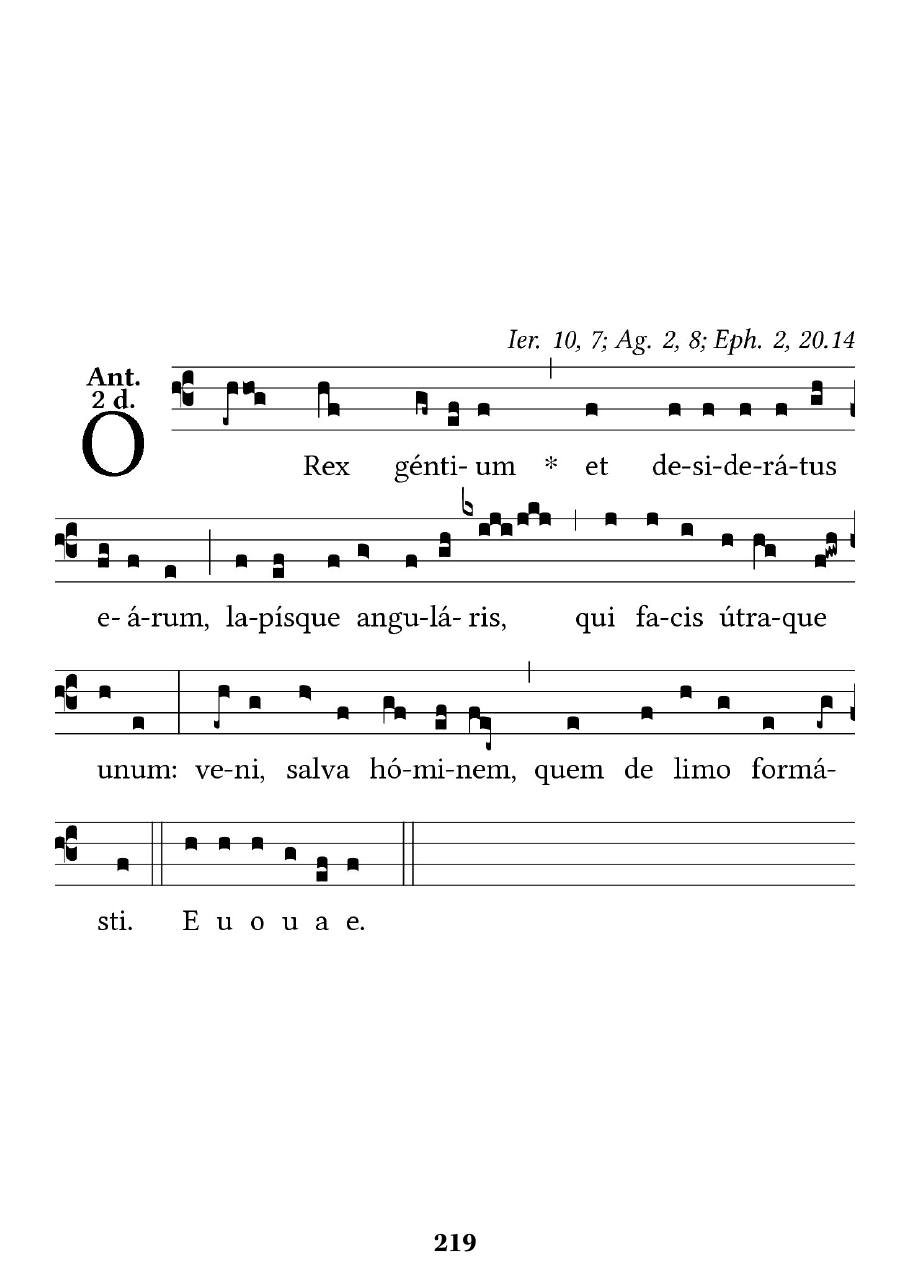 Ier. 10, 7; Ag. 2, 8; Eph. 2, 20.14
Ant.
2 d.
O Rex génti-um * et de-si-de-rá-tus
e-á-rum, la-písque angu-lá-ris, qui fa-cis útra-que
unum: ve-ni, salva hó-mi-nem, quem de limo formá-
sti. E u o u a e.
219